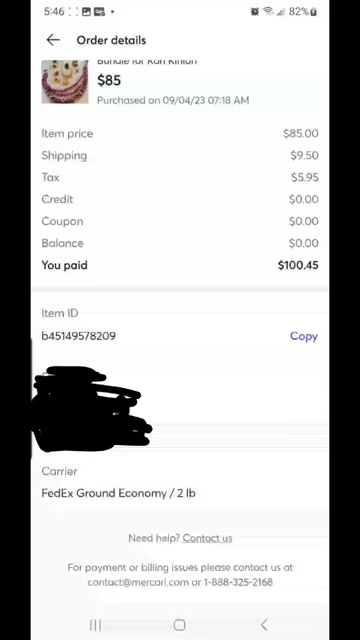 5:46 82%
Order details
Bundle for
$85
Purchased on 09/04/23 07:18 AM
Item price $85.00
Shipping $9.50
Tax $5.95
Credit $0.00
Coupon $0.00
Balance $0.00
You paid $100.45
Item ID
b45149578209 Copy
Carrier
FedEx Ground Economy / 2 lb
Need help? Contact us
For payment or billing issues please contact us at
contact@mercari.com or 1-888-325-2168